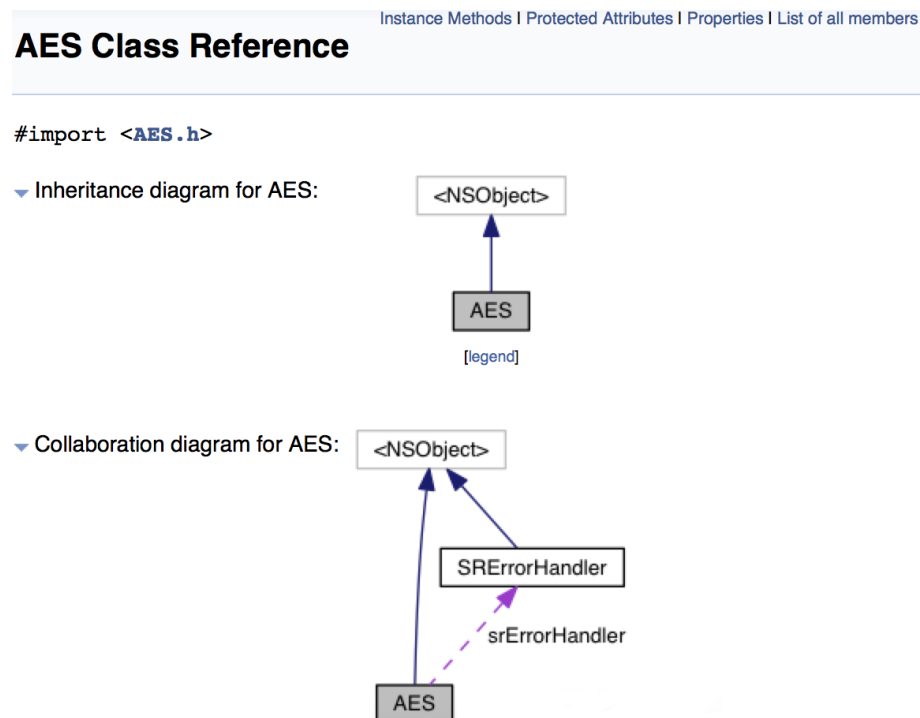 Instance Methods | Protected Attributes | Properties | List of all members
AES Class Reference
#import <AES.h>
Inheritance diagram for AES:
<NSObject>
AES
[legend]
Collaboration diagram for AES:
<NSObject>
SRErrorHandler
srErrorHandler
AES